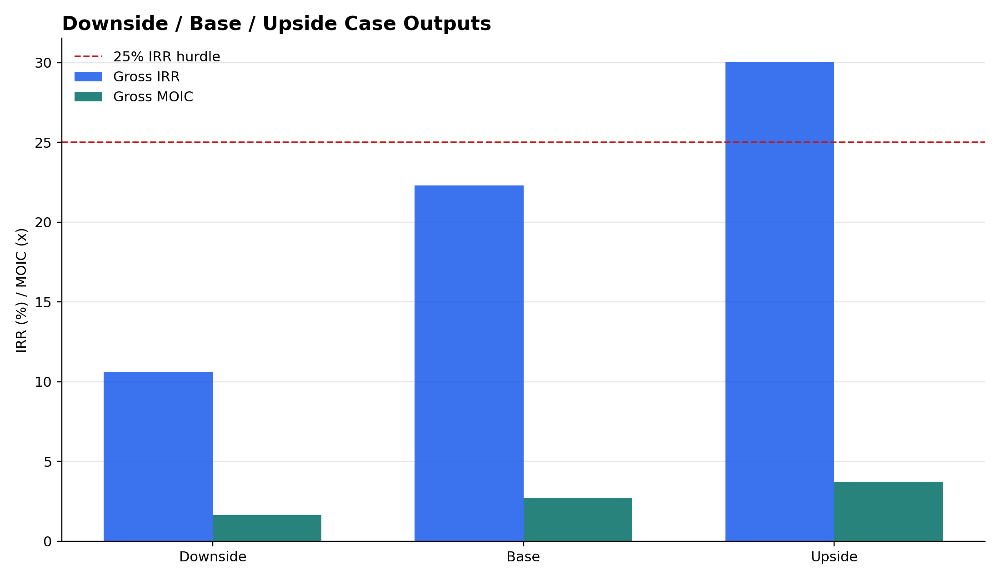 Downside / Base / Upside Case Outputs
25% IRR hurdle
Gross IRR
Gross MOIC
IRR (%) / MOIC (x)
30
25
20
15
10
5
0
Downside Base Upside